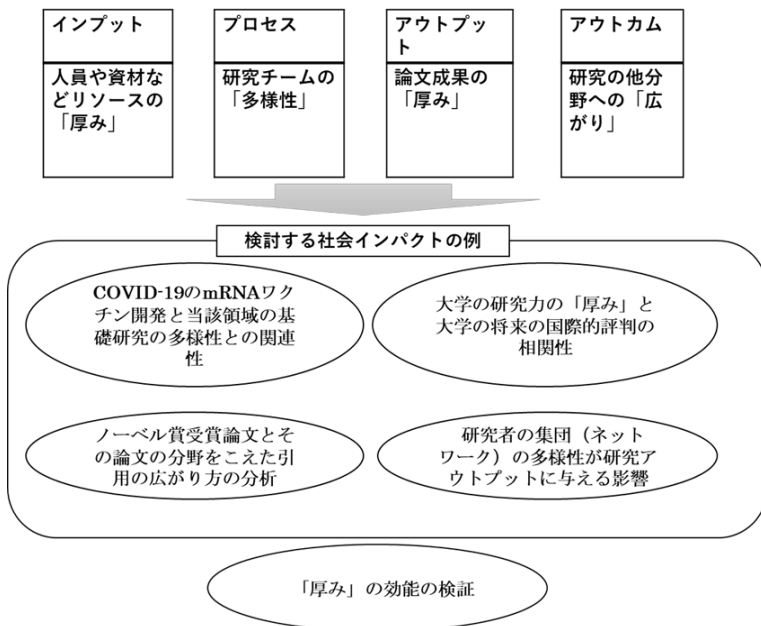 インプット
人員や資材な
どリソースの
「厚み」
プロセス
研究チームの
「多様性」
アウトプッ
ト
論文成果の
「厚み」
アウトカム
研究の他分
野への「広
がり」
検討する社会インパクトの例
COVID-19のmRNAワク
チン開発と当該領域の基
礎研究の多様性との関連
性
大学の研究力の「厚み」と
大学の将来の国際的評判の
相関性
ノーベル賞受賞論文とそ
の論文の分野をこえた引
用の広がり方の分析
研究者の集団（ネット
ワーク）の多様性が研究ア
ウトプットに与える影響
「厚み」の効能の検証